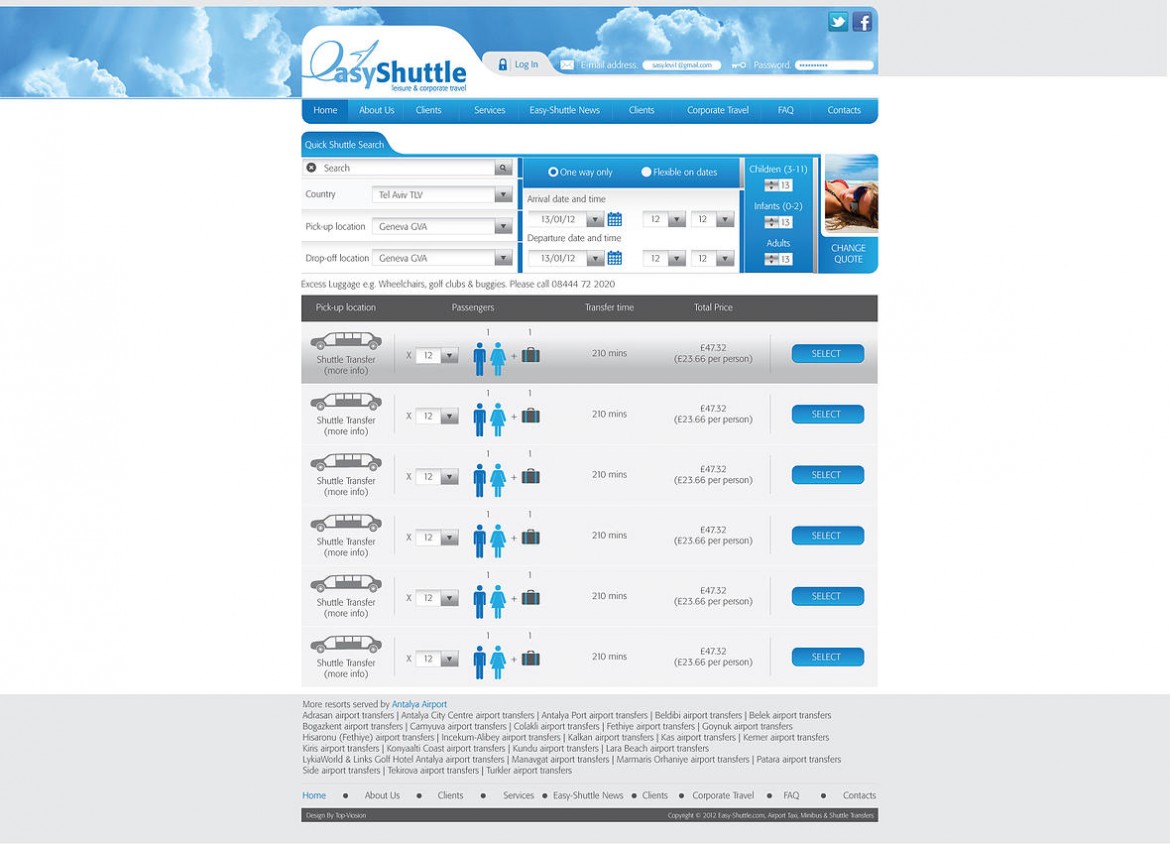 EasyShuttle
leisure & corporate travel
Log In
E-mail address
Password
Home About Us Clients Services Easy-Shuttle News Clients Corporate Travel FAQ Contacts
Quick Shuttle Search
Search
Country Tel Aviv TLV
Pick-up location Geneva GVA
Drop-off location Geneva GVA
One way only Flexible on dates
Arrival date and time
13/01/12 12 12
Departure date and time
13/01/12 12 12
Children (3-11)
13
Infants (0-2)
13
Adults
13
CHANGE
QUOTE
Excess Luggage e.g. Wheelchairs, golf clubs & buggies. Please call 08444 72 2020
Pick-up location Passengers Transfer time Total Price
1 1
Shuttle Transfer
(more info)
X 12 + 210 mins £47.32
(£23.66 per person)
SELECT
1 1
Shuttle Transfer
(more info)
X 12 + 210 mins £47.32
(£23.66 per person)
SELECT
1 1
Shuttle Transfer
(more info)
X 12 + 210 mins £47.32
(£23.66 per person)
SELECT
1 1
Shuttle Transfer
(more info)
X 12 + 210 mins £47.32
(£23.66 per person)
SELECT
1 1
Shuttle Transfer
(more info)
X 12 + 210 mins £47.32
(£23.66 per person)
SELECT
1 1
Shuttle Transfer
(more info)
X 12 + 210 mins £47.32
(£23.66 per person)
SELECT
More resorts served by Antalya Airport
Adrasan airport transfers | Antalya City Centre airport transfers | Antalya Port airport transfers | Beldibi airport transfers | Belek airport transfers
Bogazkent airport transfers | Camyuva airport transfers | Colakli airport transfers | Fethiye airport transfers | Goynuk airport transfers
Hisaronu (Fethiye) airport transfers | Incekum-Alibey airport transfers | Kalkan airport transfers | Kas airport transfers | Kemer airport transfers
Kiris airport transfers | Konyaalti Coast airport transfers | Kundu airport transfers | Lara Beach airport transfers
LykiaWorld & Links Golf Hotel Antalya airport transfers | Manavgat airport transfers | Marmaris Orhaniye airport transfers | Patara airport transfers
Side airport transfers | Tekirova airport transfers | Turkler airport transfers
Home • About Us • Clients • Services • Easy-Shuttle News • Clients • Corporate Travel • FAQ • Contacts
Design By Top-Viosion
Copyright © 2012 Easy-Shuttle.com, Airport Taxi, Minibus & Shuttle Transfers